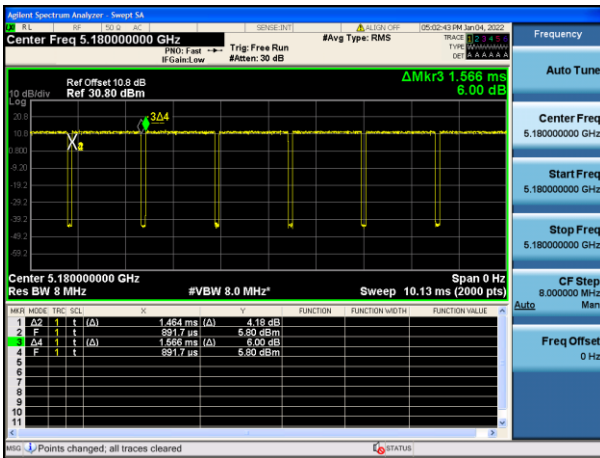 Agilent Spectrum Analyzer - Swept SA
RL RF 50 Ω AC SENSE:INT ALIGN OFF 05:02:43 PM Jan 04, 2022
Center Freq 5.180000000 GHz #Avg Type: RMS TRACE 1 2 3 4 5 6
PNO: Fast Trig: Free Run TYPE
IFGain:Low #Atten: 30 dB DET A A A A A A
Ref Offset 10.8 dB ΔMkr3 1.566 ms
10 dB/div Ref 30.80 dBm 6.00 dB
Log
20.8
3Δ4
10.8
0.800
-9.20
-19.2
-29.2
-39.2
-49.2
-59.2
Center 5.180000000 GHz Span 0 Hz
Res BW 8 MHz #VBW 8.0 MHz* Sweep 10.13 ms (2000 pts)
MKR MODE TRC SCL X Y FUNCTION FUNCTION WIDTH FUNCTION VALUE
1 Δ2 1 t (Δ) 1.464 ms (Δ) 4.18 dB
2 F 1 t 891.7 us 5.80 dBm
3 Δ4 1 t (Δ) 1.566 ms (Δ) 6.00 dB
4 F 1 t 891.7 us 5.80 dBm
5
6
7
8
9
10
11
MSG Points changed; all traces cleared STATUS
Frequency
Auto Tune
Center Freq
5.180000000 GHz
Start Freq
5.180000000 GHz
Stop Freq
5.180000000 GHz
CF Step
8.000000 MHz
Auto Man
Freq Offset
0 Hz